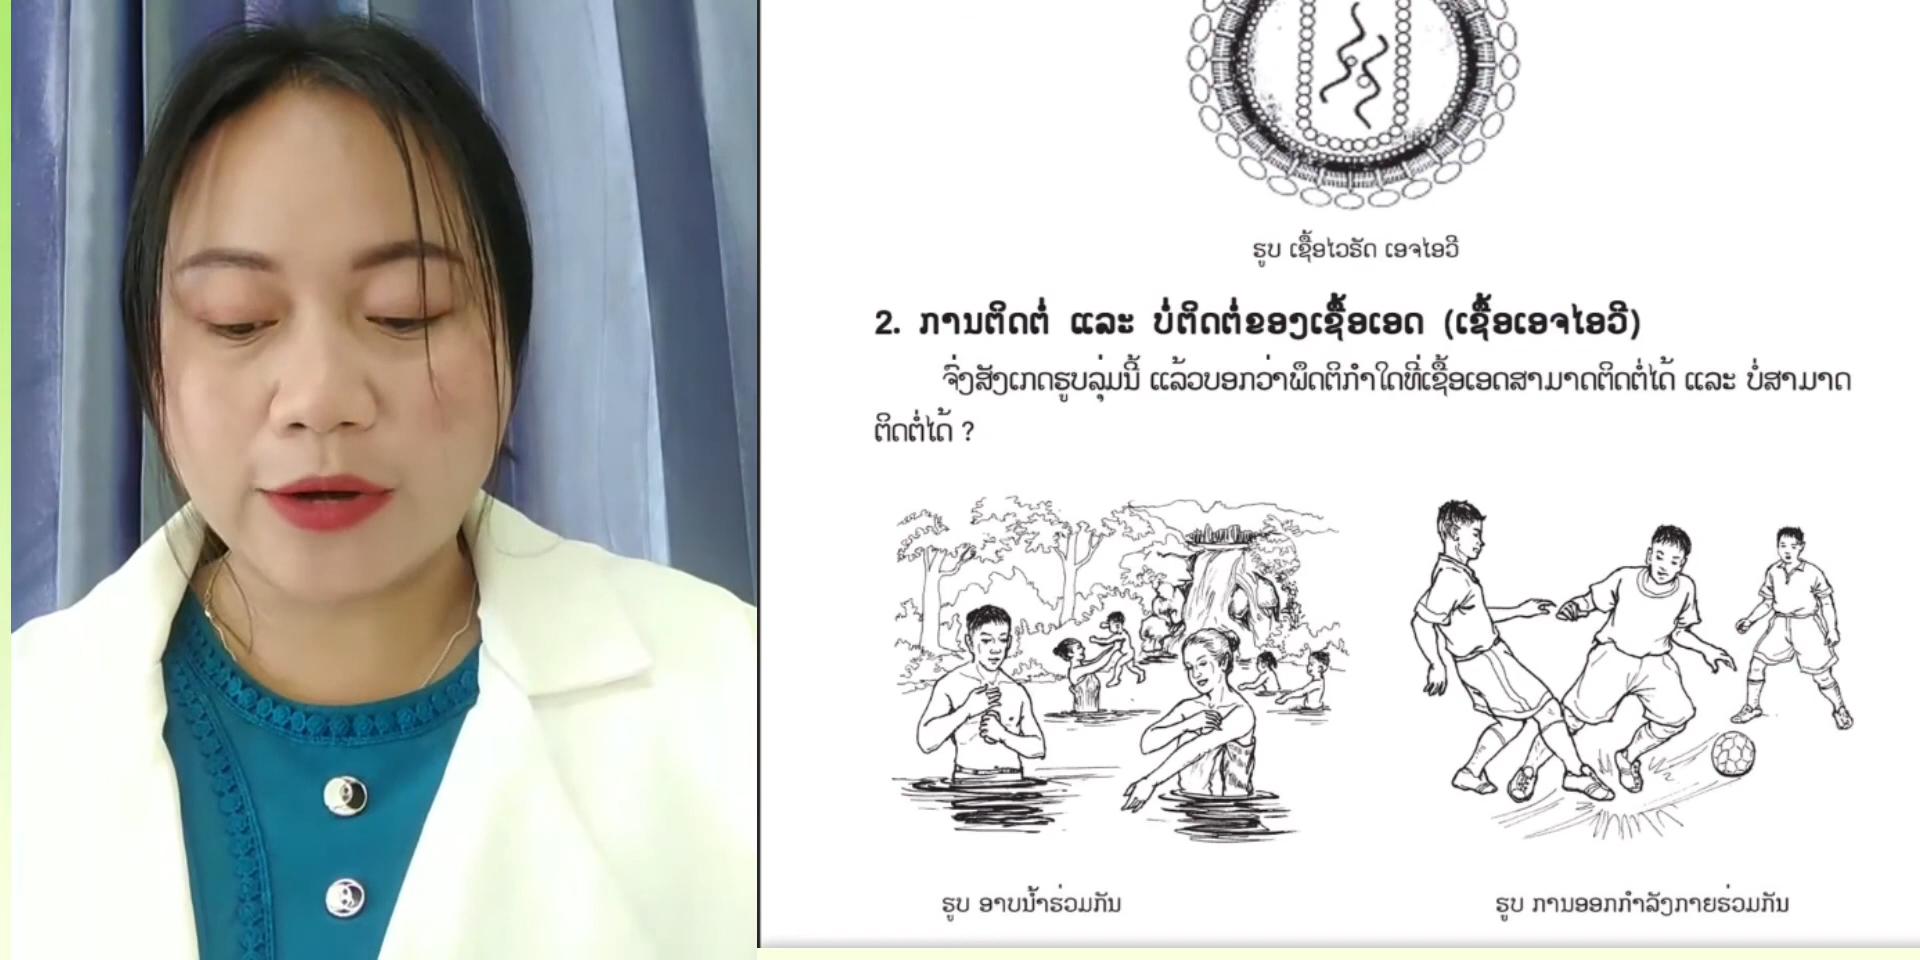 ຮູບ ເຊື້ອໄວຣັດ ເອຈໄອວີ
2. ການຕິດຕໍ່ ແລະ ບໍ່ຕິດຕໍ່ຂອງເຊື້ອເອດ (ເຊື້ອເອຈໄອວີ)
ຈົ່ງສັງເກດຮູບລຸ່ມນີ້ ແລ້ວບອກວ່າພຶດຕິກຳໃດທີ່ເຊື້ອເອດສາມາດຕິດຕໍ່ໄດ້ ແລະ ບໍ່ສາມາດ
ຕິດຕໍ່ໄດ້ ?
ຮູບ ອາບນ້ຳຮ່ວມກັນ
ຮູບ ການອອກກຳລັງກາຍຮ່ວມກັນ